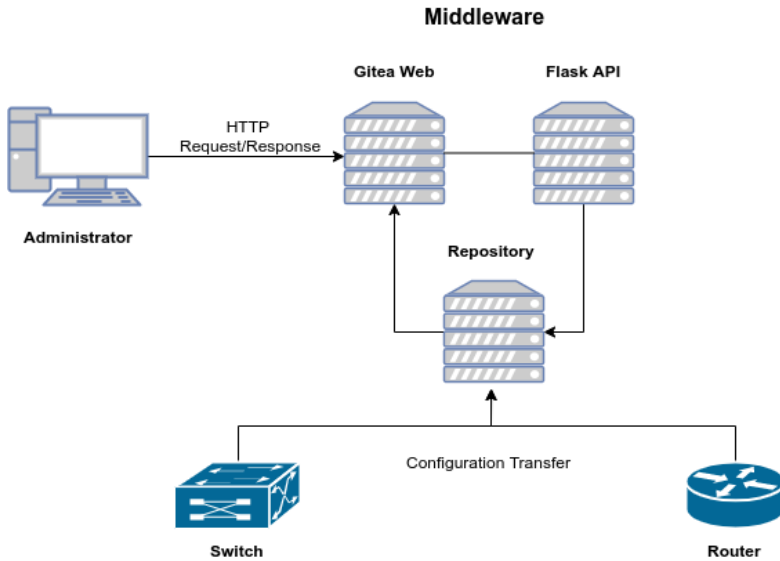 Middleware
Gitea Web
Flask API
HTTP
Request/Response
Administrator
Repository
Configuration Transfer
Switch
Router